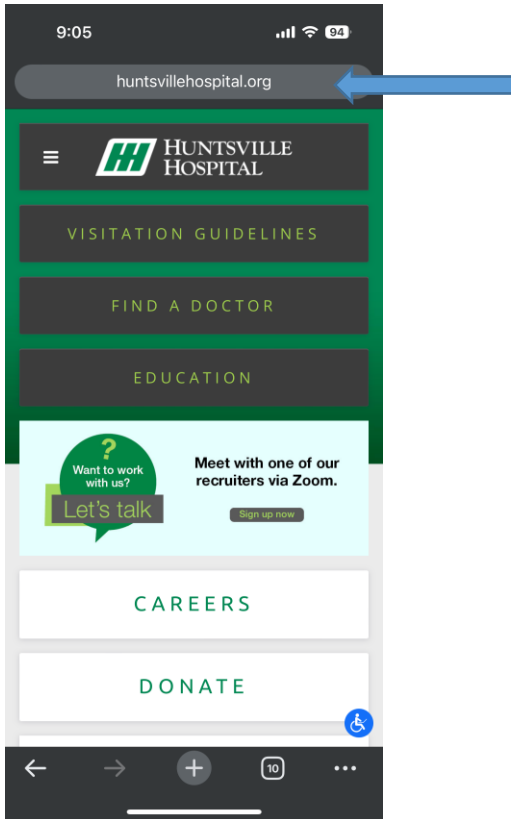 9:05
94
huntsvillehospital.org
HUNTSVILLE
HOSPITAL
VISITATION GUIDELINES
FIND A DOCTOR
EDUCATION
?
Want to work
with us?
Let's talk
Meet with one of our
recruiters via Zoom.
Sign up now
CAREERS
DONATE
10